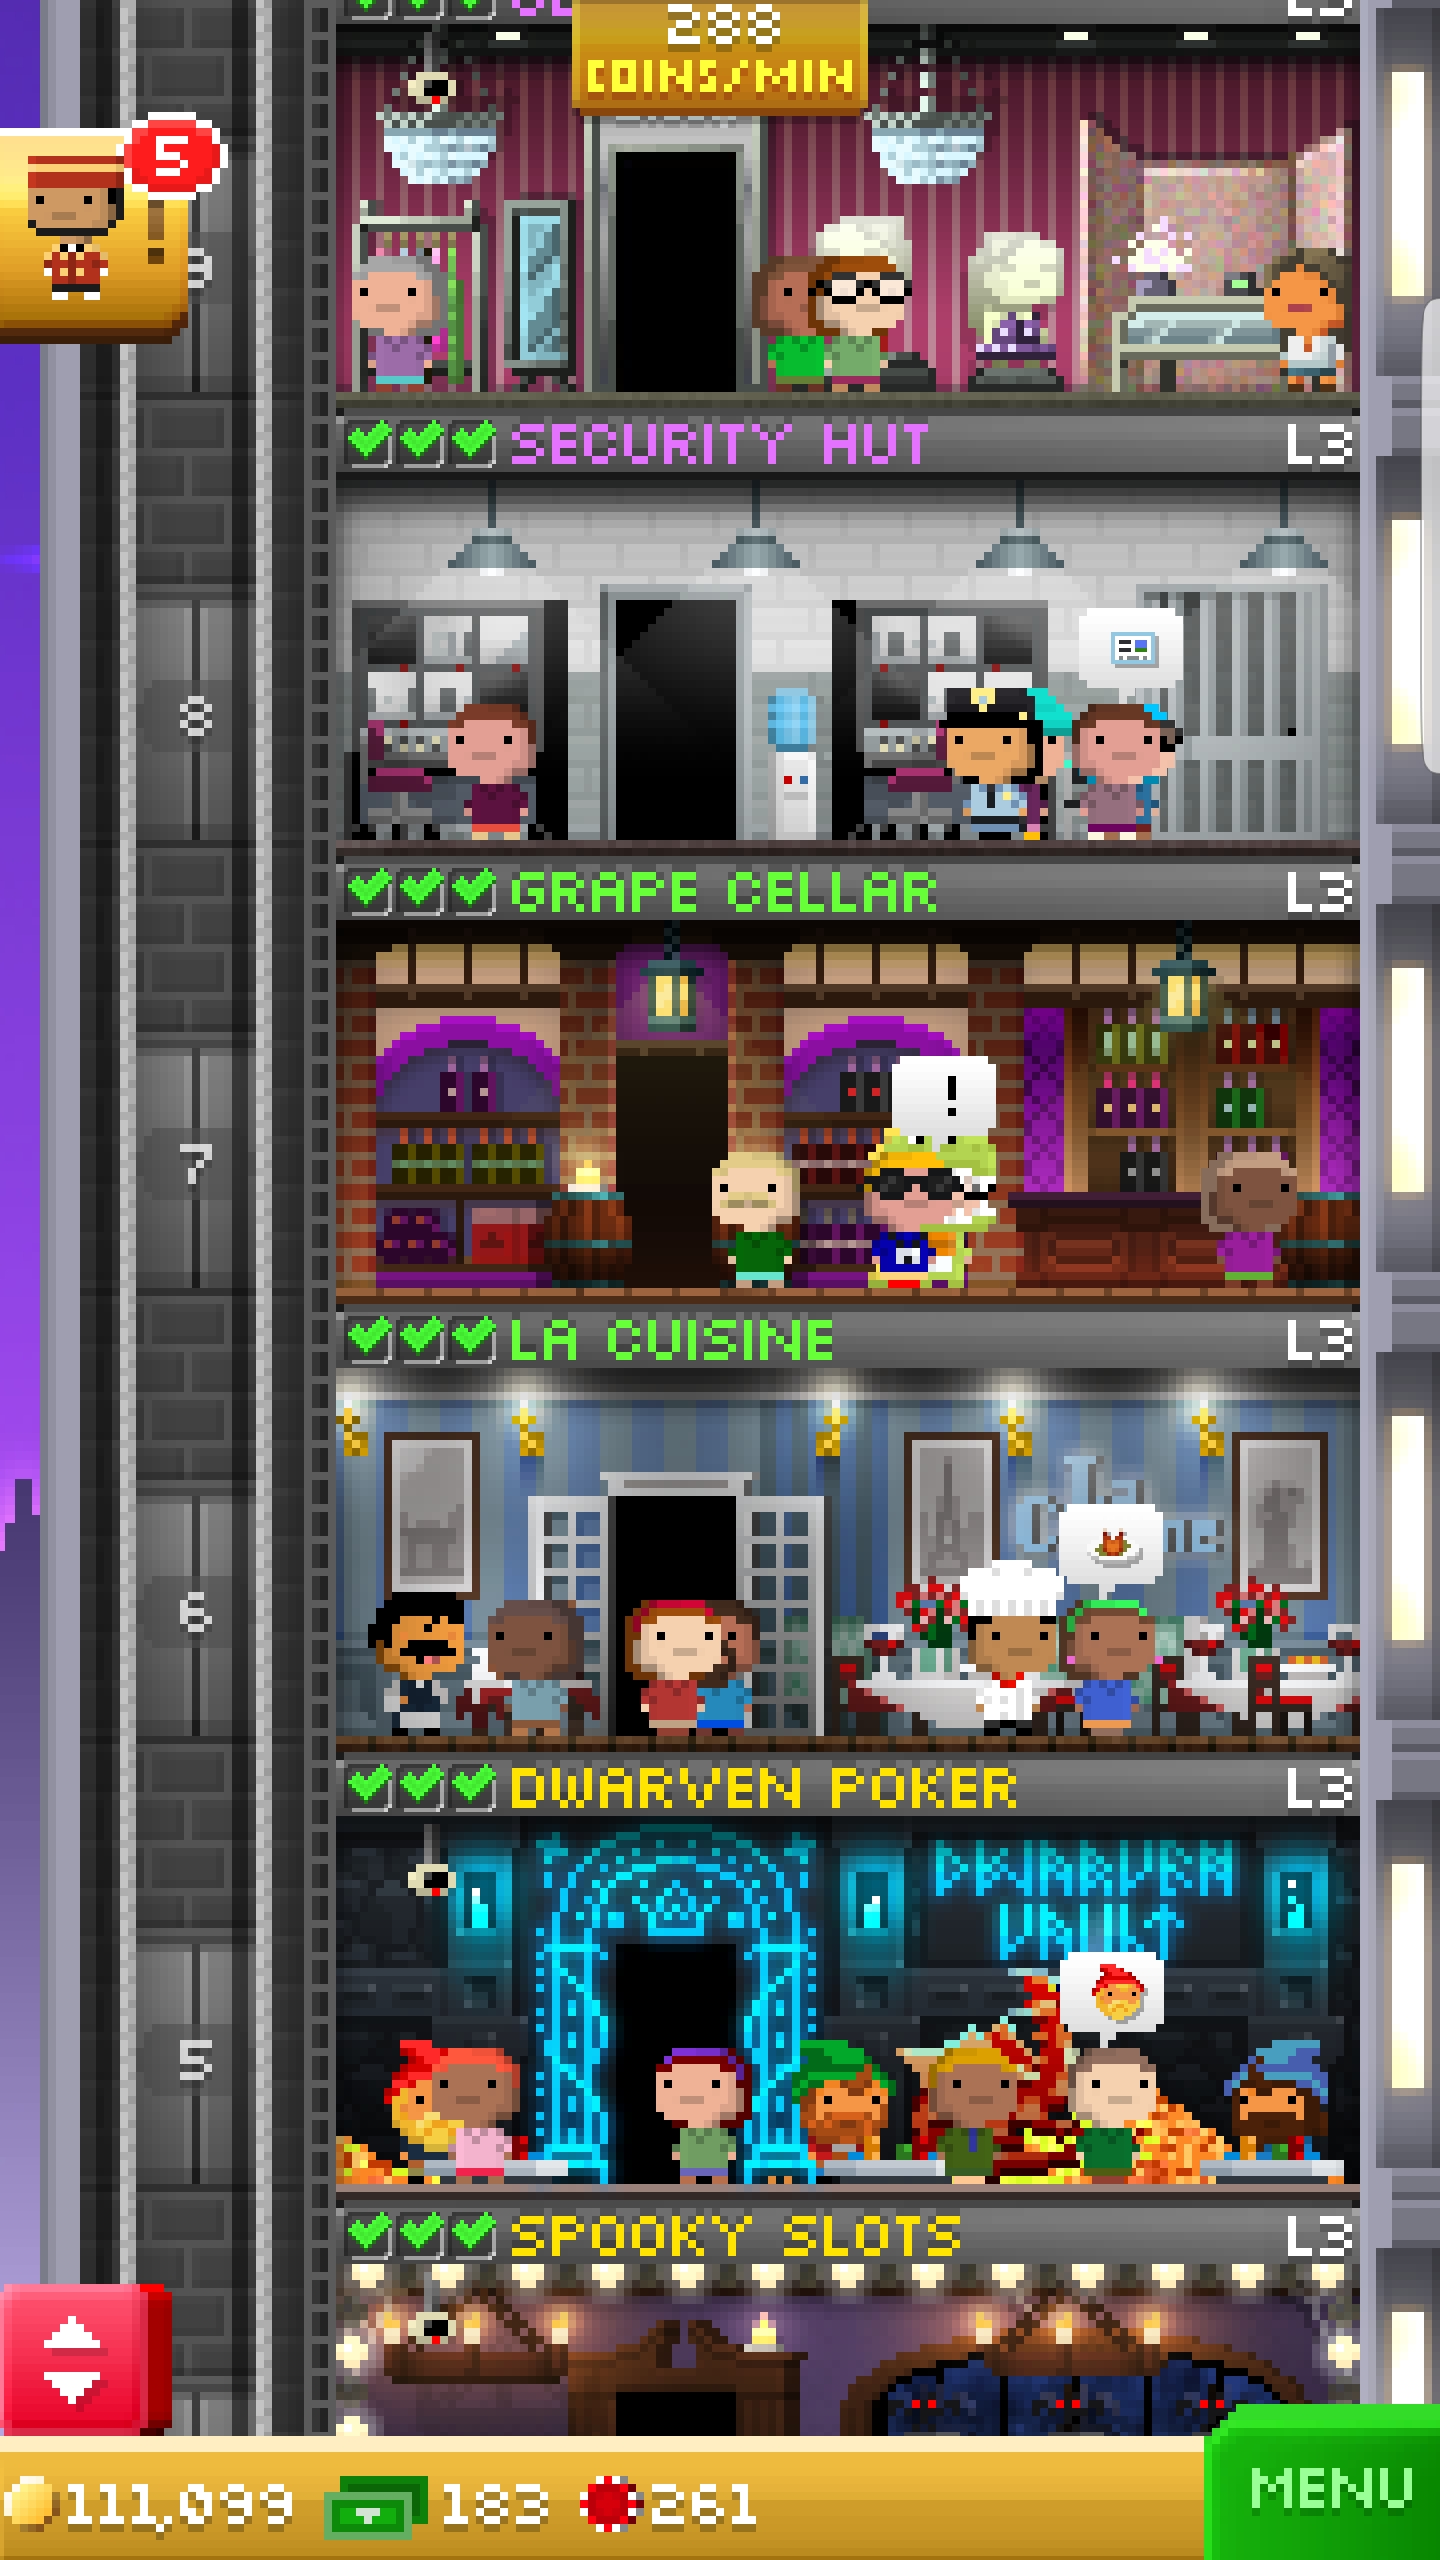 L3
288
COINS/MIN
5
!
9
SECURITY HUT L3
8
GRAPE CELLAR L3
!
7
LA CUISINE L3
La
6
DWARVEN POKER L3
DWARVEN
VAULT
5
SPOOKY SLOTS L3
111,099 183 261
MENU